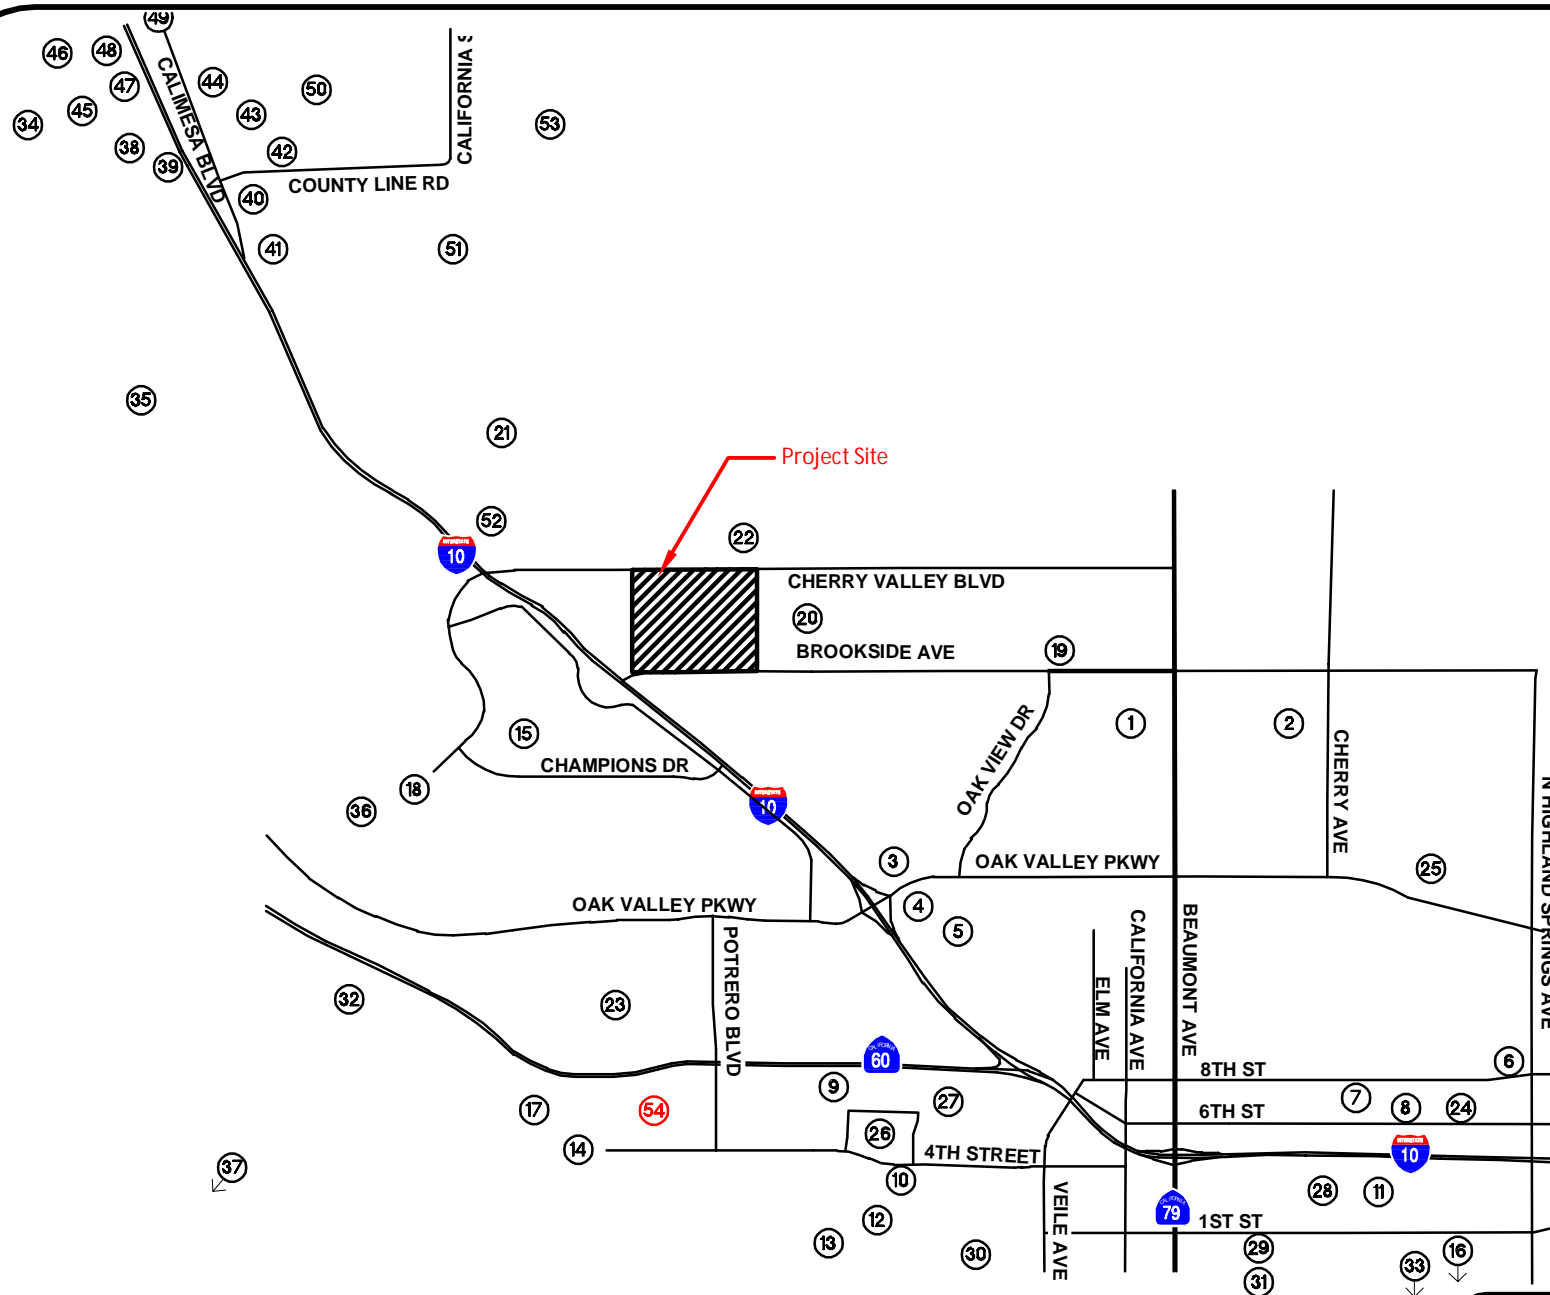 49
46
48
47
44
50
45
43
34
53
38
42
39
CALIMESA BLVD
CALIFORNIA S
COUNTY LINE RD
40
41
51
35
21
Project Site
52
22
INTERSTATE
10
CHERRY VALLEY BLVD
20
BROOKSIDE AVE
19
15
1
2
CHAMPIONS DR
OAK VIEW DR
CHERRY AVE
N HIGHLAND SPRINGS AVE
18
36
INTERSTATE
10
3
OAK VALLEY PKWY
25
OAK VALLEY PKWY
4
5
POTRERO BLVD
CALIFORNIA AVE
BEAUMONT AVE
ELM AVE
32
23
CALIFORNIA
60
6
8TH ST
9
27
7
8
24
17
54
6TH ST
26
14
4TH STREET
INTERSTATE
10
37
10
28
11
VEILE AVE
CALIFORNIA
79
1ST ST
12
13
30
29
16
33
31